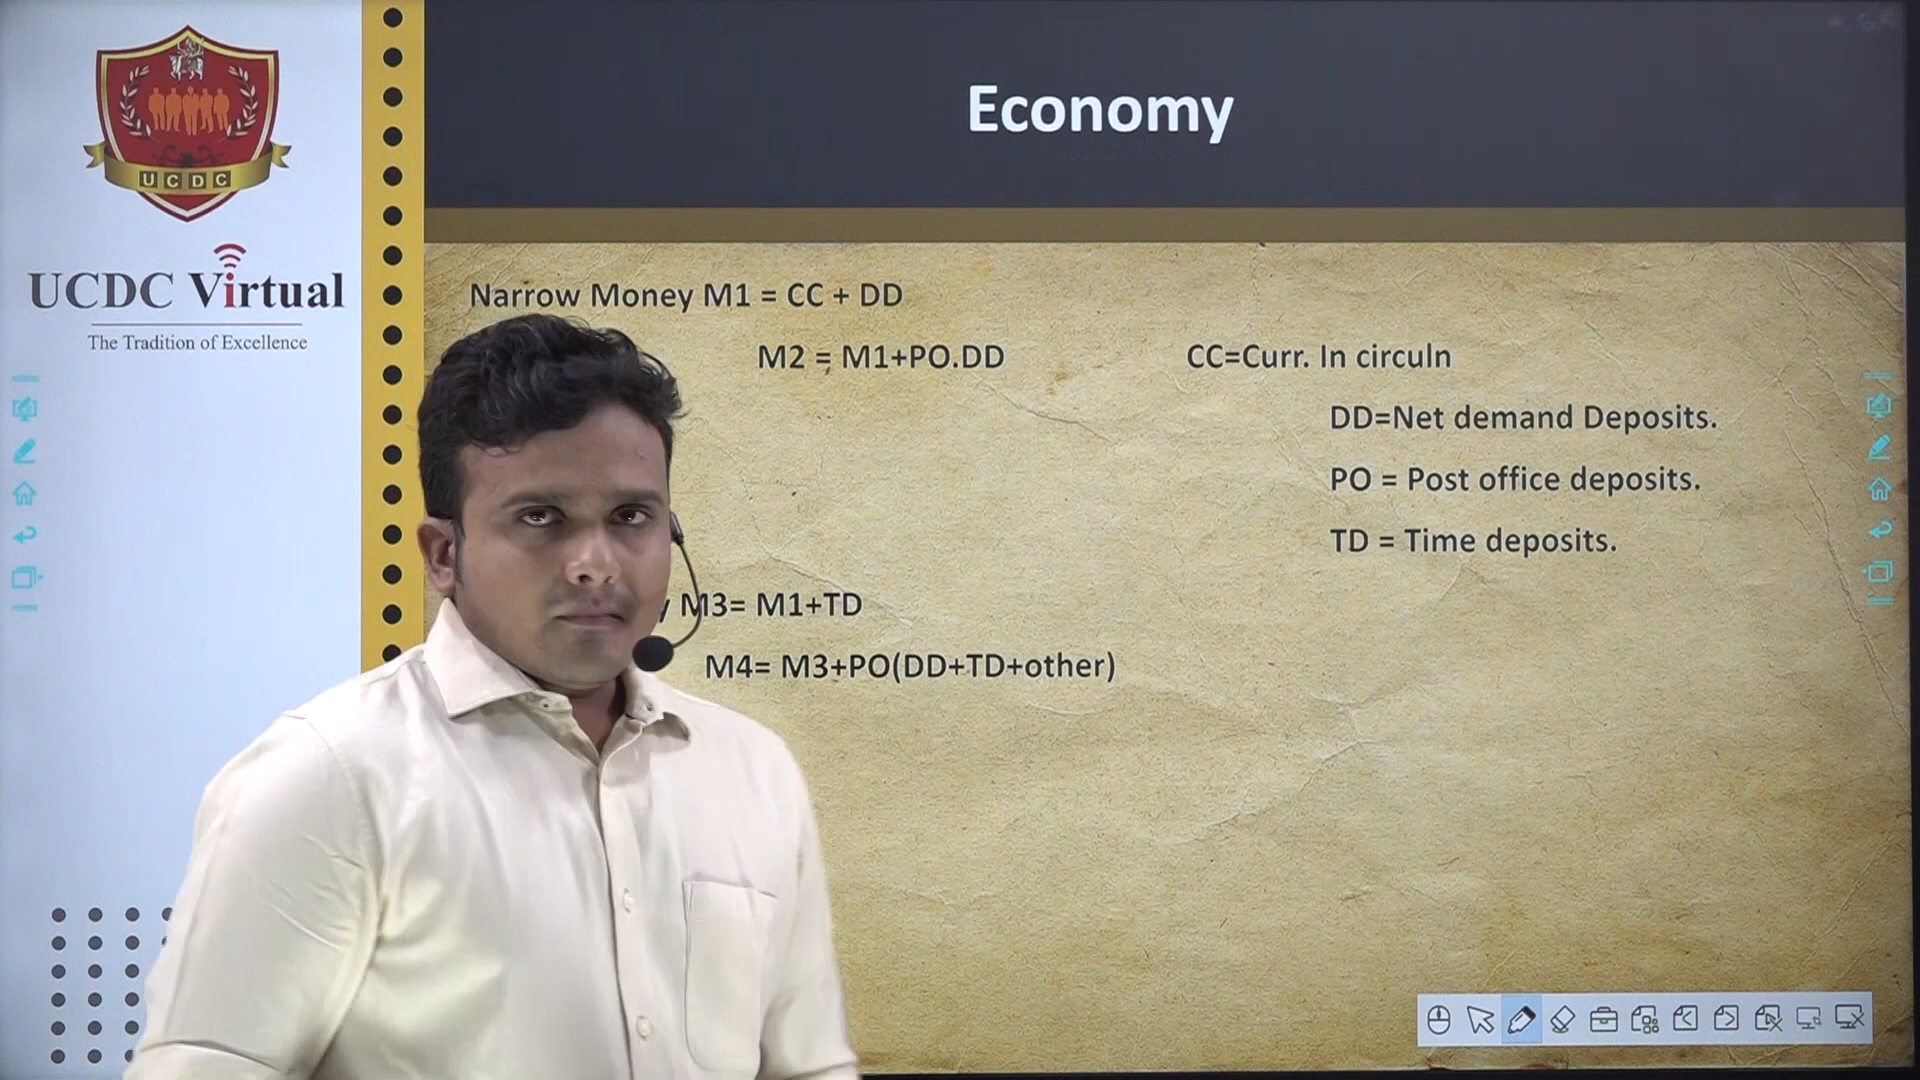 UCDC
UCDC Virtual
The Tradition of Excellence
Economy
Narrow Money M1 = CC + DD
M2 = M1+PO.DD
CC=Curr. In circuln
DD=Net demand Deposits.
PO = Post office deposits.
TD = Time deposits.
M3= M1+TD
M4= M3+PO(DD+TD+other)